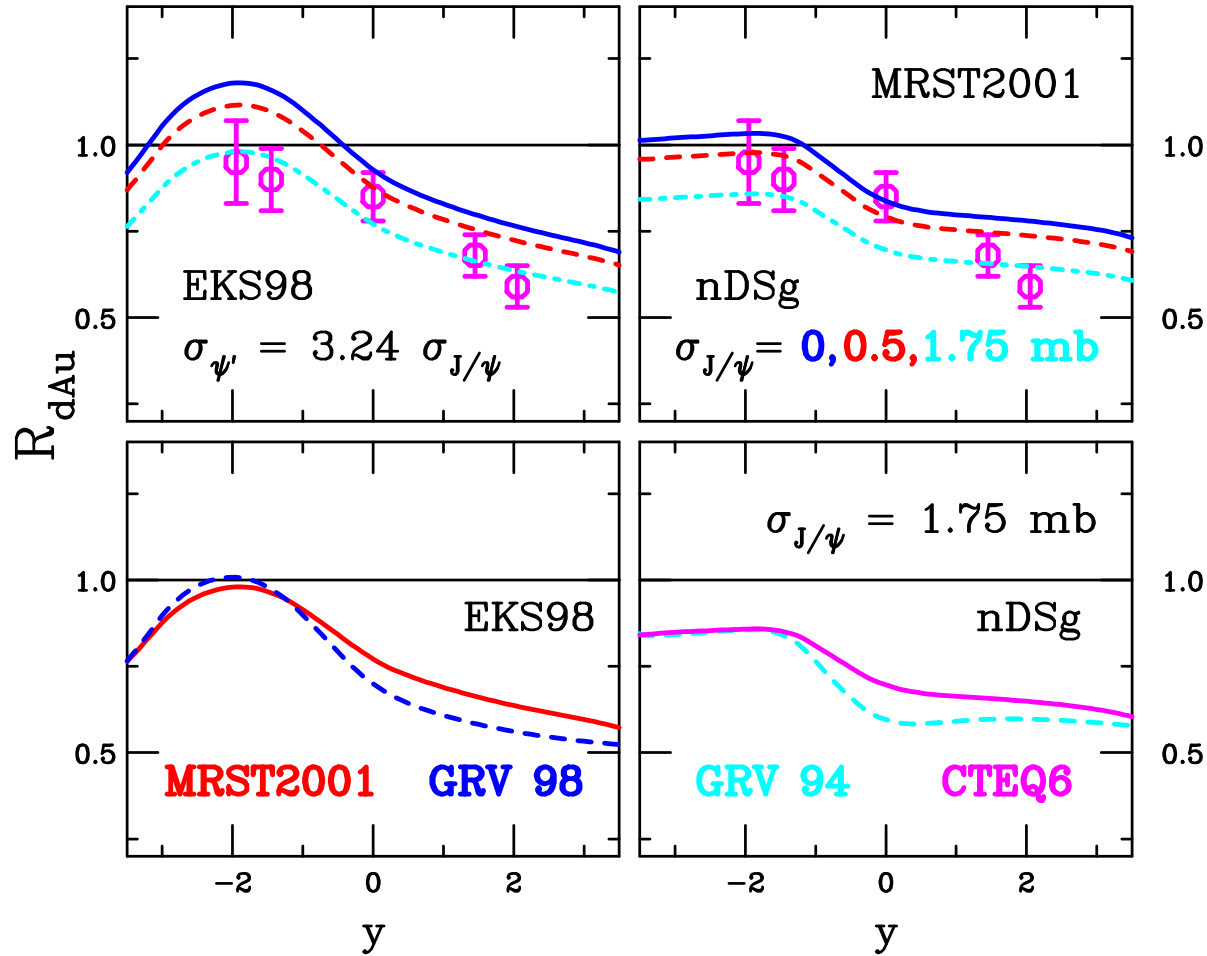 MRST2001
1.0 1.0
EKS98 nDSg
0.5 0.5
σψ' = 3.24 σJ/ψ
σJ/ψ= 0,0.5,1.75 mb
RdAu
σJ/ψ = 1.75 mb
1.0 1.0
EKS98 nDSg
0.5 0.5
MRST2001 GRV 98 GRV 94 CTEQ6
−2 0 2 −2 0 2
y y